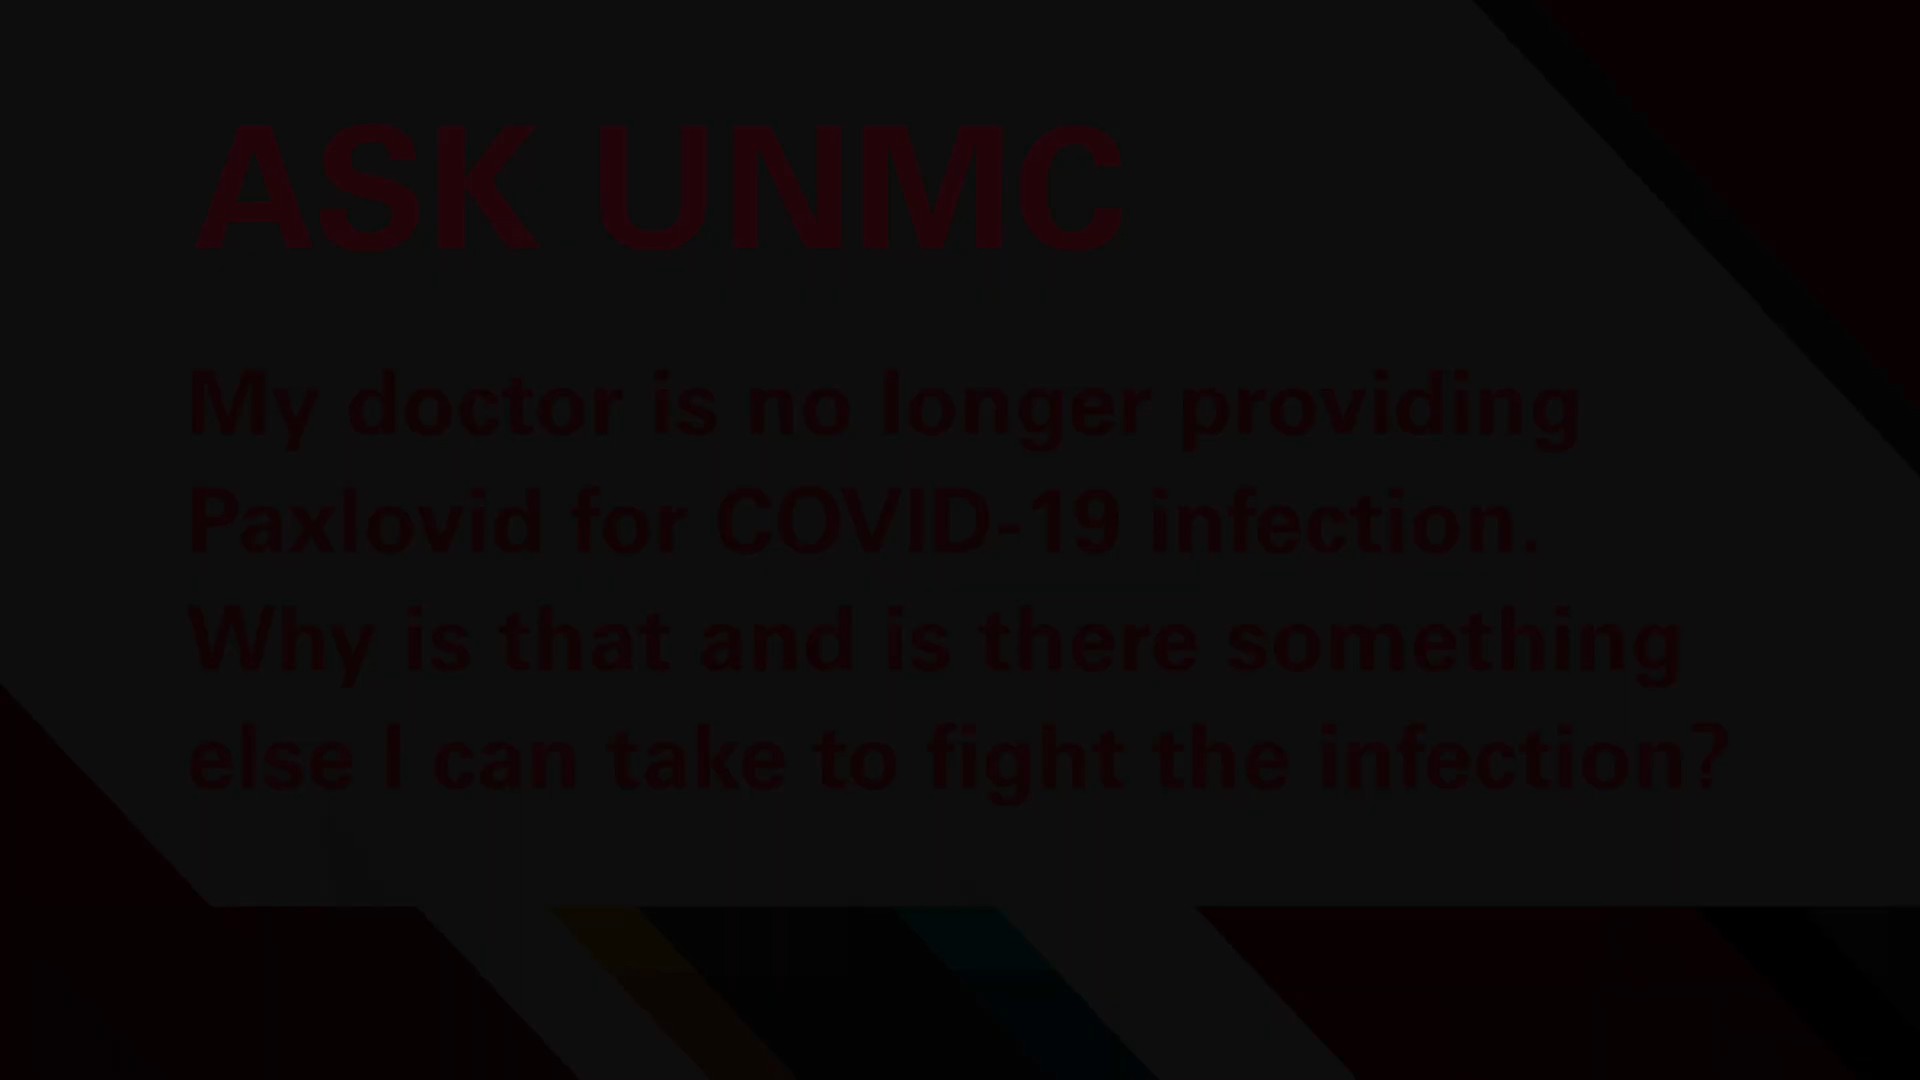 ASK UNMC
My doctor is no longer providing
Paxlovid for COVID-19 infection.
Why is that and is there something
else I can take to fight the infection?